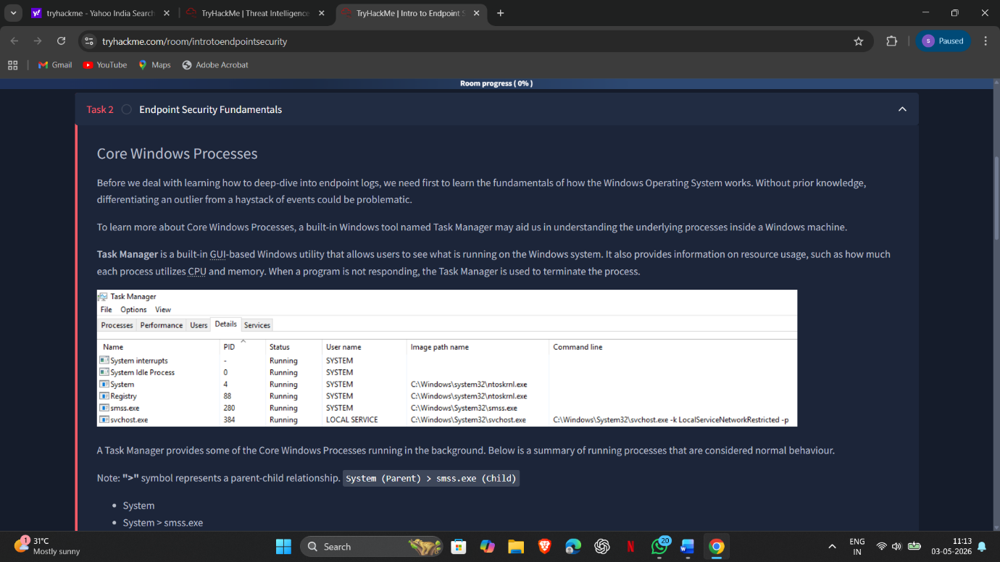 tryhackme - Yahoo India Search
TryHackMe | Threat Intelligence
TryHackMe | Intro to Endpoint S
tryhackme.com/room/introtoendpointsecurity
S Paused
Gmail YouTube Maps Adobe Acrobat
Room progress ( 0% )
Task 2 Endpoint Security Fundamentals
Core Windows Processes
Before we deal with learning how to deep-dive into endpoint logs, we need first to learn the fundamentals of how the Windows Operating System works. Without prior knowledge,
differentiating an outlier from a haystack of events could be problematic.
To learn more about Core Windows Processes, a built-in Windows tool named Task Manager may aid us in understanding the underlying processes inside a Windows machine.
Task Manager is a built-in GUI-based Windows utility that allows users to see what is running on the Windows system. It also provides information on resource usage, such as how much
each process utilizes CPU and memory. When a program is not responding, the Task Manager is used to terminate the process.
Task Manager
File Options View
Processes Performance Users Details Services
Name PID Status User name Image path name Command line
System interrupts - Running SYSTEM
System Idle Process 0 Running SYSTEM
System 4 Running SYSTEM C:\Windows\system32\ntoskrnl.exe
Registry 88 Running SYSTEM C:\Windows\system32\ntoskrnl.exe
smss.exe 280 Running SYSTEM C:\Windows\System32\smss.exe
svchost.exe 384 Running LOCAL SERVICE C:\Windows\System32\svchost.exe C:\Windows\System32\svchost.exe -k LocalServiceNetworkRestricted -p
A Task Manager provides some of the Core Windows Processes running in the background. Below is a summary of running processes that are considered normal behaviour.
Note: ">" symbol represents a parent-child relationship. System (Parent) > smss.exe (Child)
• System
• System > smss.exe
1 31°C
Mostly sunny
Search
20
ENG
IN
11:13
03-05-2026